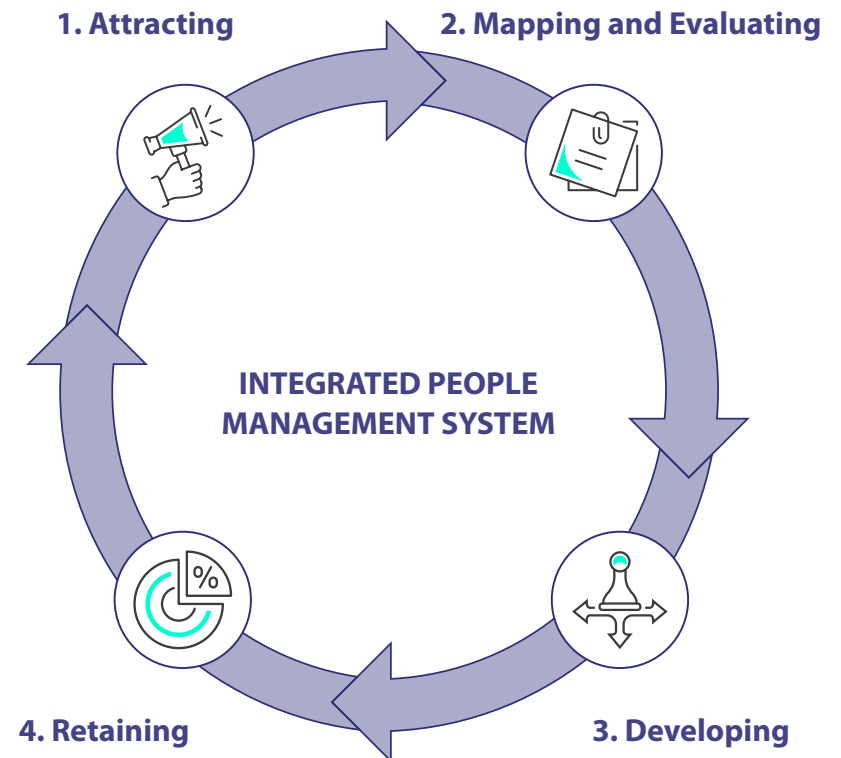 1. Attracting
2. Mapping and Evaluating
%
INTEGRATED PEOPLE
MANAGEMENT SYSTEM
4. Retaining
3. Developing